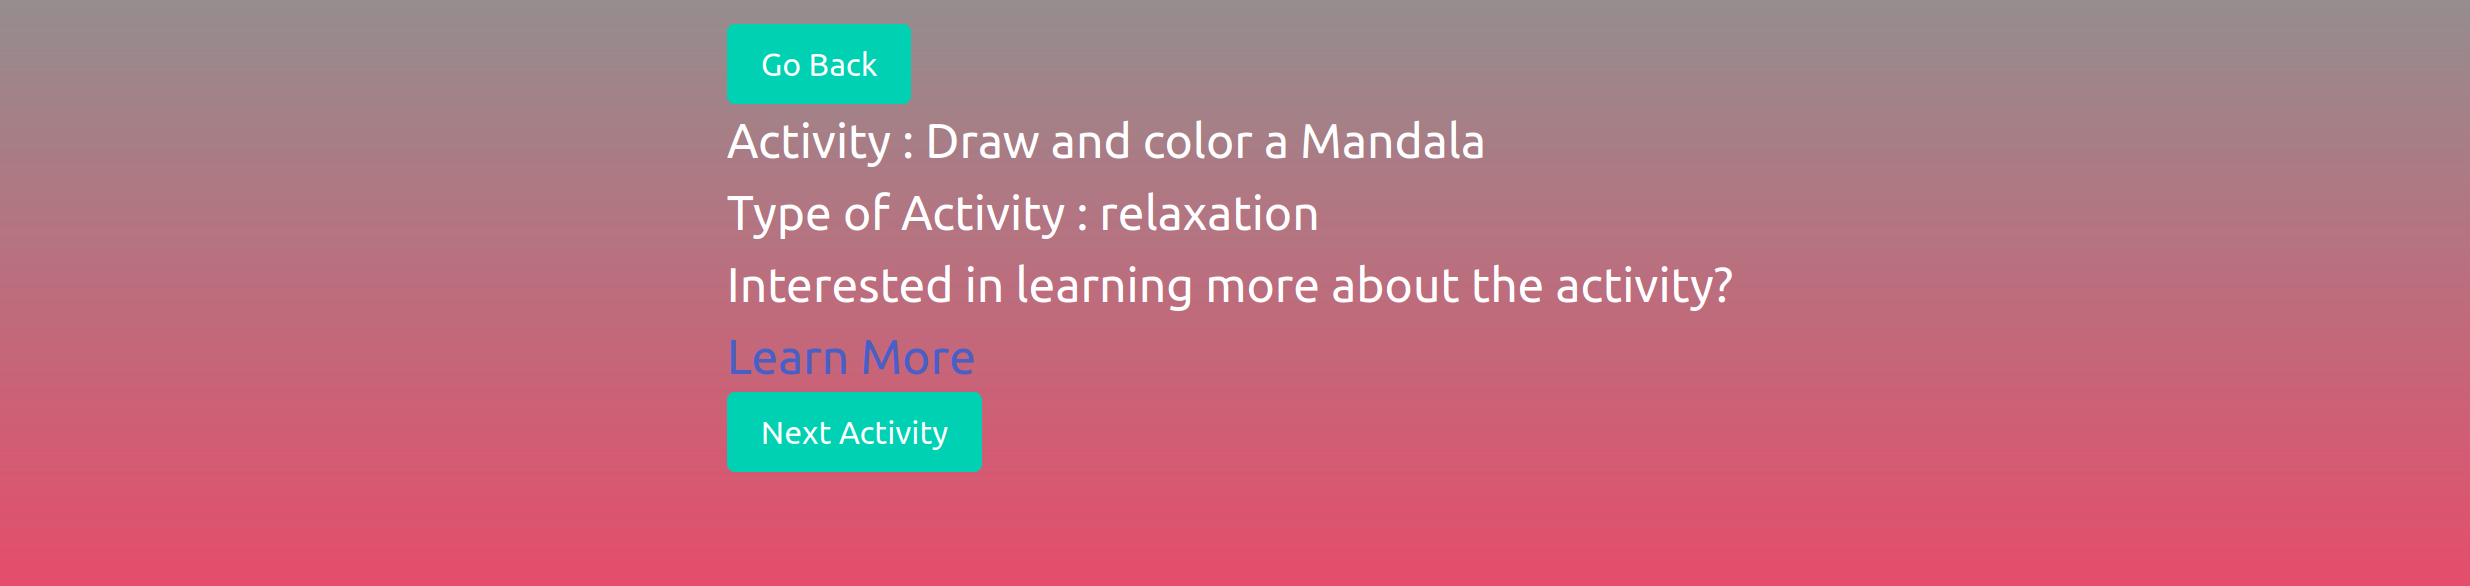 Go Back
Activity : Draw and color a Mandala
Type of Activity : relaxation
Interested in learning more about the activity?
Learn More
Next Activity